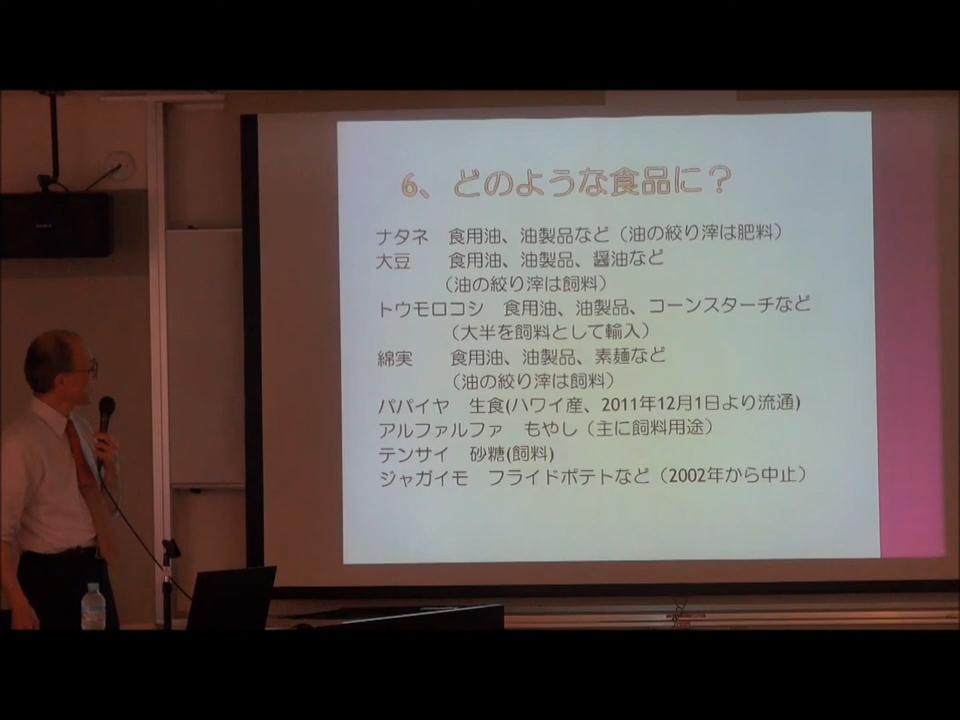 6、どのような食品に？
ナタネ　食用油、油製品など（油の絞り滓は肥料）
大豆　　食用油、油製品、醤油など
（油の絞り滓は飼料）
トウモロコシ　食用油、油製品、コーンスターチなど
（大半を飼料として輸入）
綿実　　食用油、油製品、素麺など
（油の絞り滓は飼料）
パパイヤ　生食(ハワイ産、2011年12月1日より流通)
アルファルファ　もやし（主に飼料用途）
テンサイ　砂糖(飼料)
ジャガイモ　フライドポテトなど（2002年から中止）